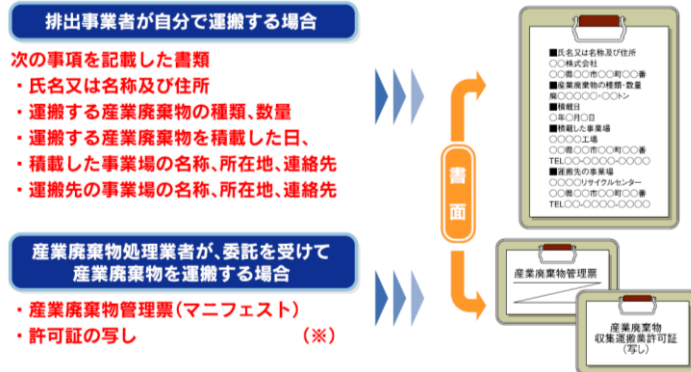 排出事業者が自分で運搬する場合
次の事項を記載した書類
・氏名又は名称及び住所
・運搬する産業廃棄物の種類、数量
・運搬する産業廃棄物を積載した日、
・積載した事業場の名称、所在地、連絡先
・運搬先の事業場の名称、所在地、連絡先
産業廃棄物処理業者が、委託を受けて
産業廃棄物を運搬する場合
・産業廃棄物管理票(マニフェスト)
・許可証の写し (※)
書面
■氏名又は名称及び住所
○○株式会社
○○県○○市○○町○○番
■産業廃棄物の種類・数量
廃○○○○○・○○トン
■積載日
○年○月○日
■積載した事業場
○○○○工場
○○県○○市○○町○○番
TEL○○-○○○○-○○○○
■運搬先の事業場
○○○○リサイクルセンター
○○県○○市○○町○○番
TEL○○-○○○○-○○○○
産業廃棄物管理票
産業廃棄物
収集運搬業許可証
(写し)